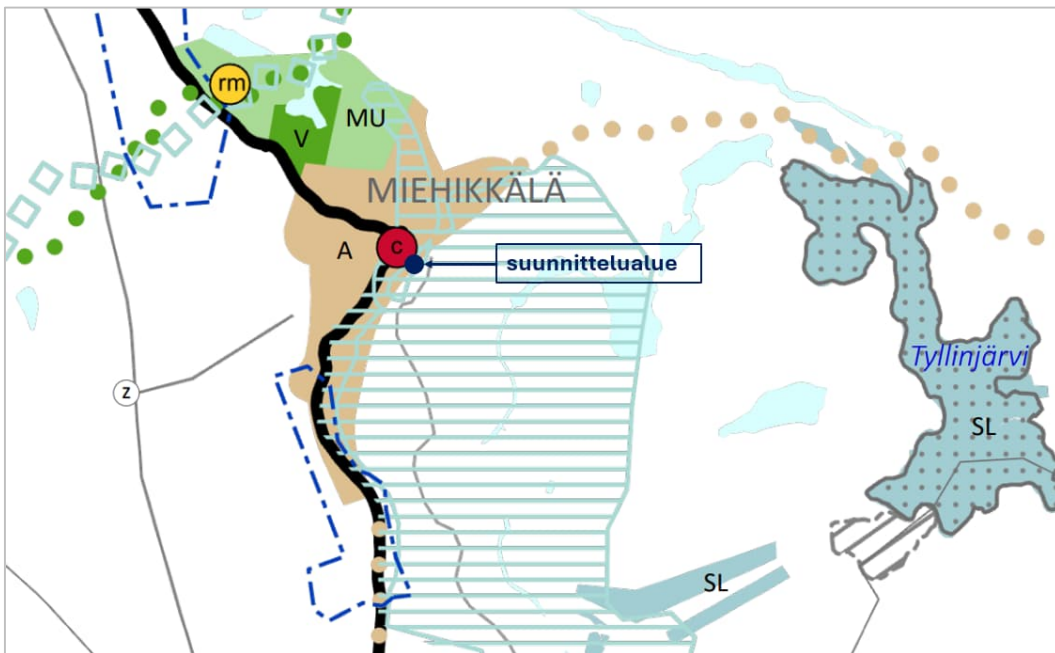 rm
V
MU
MIEHIKKÄLÄ
A
c
suunnittelualue
Tyllinjärvi
z
SL
SL